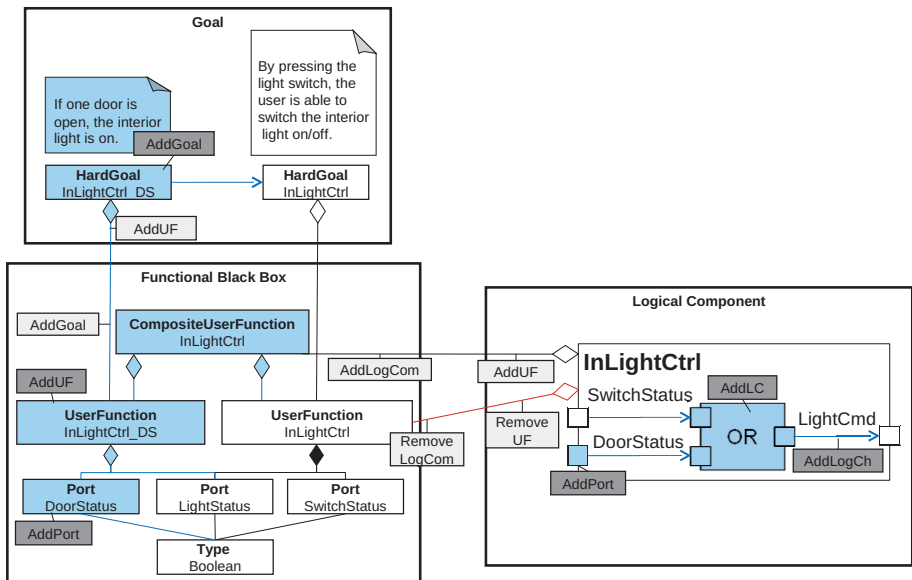 Goal
If one door is
open, the interior
light is on.
By pressing the
light switch, the
user is able to
switch the interior
light on/off.
AddGoal
HardGoal
InLightCtrl_DS
HardGoal
InLightCtrl
AddUF
Functional Black Box
AddGoal
CompositeUserFunction
InLightCtrl
AddLogCom
AddUF
AddUF
UserFunction
InLightCtrl_DS
UserFunction
InLightCtrl
Remove
LogCom
Remove
UF
Port
DoorStatus
Port
LightStatus
Port
SwitchStatus
AddPort
Type
Boolean
Logical Component
InLightCtrl
SwitchStatus
AddLC
OR
LightCmd
DoorStatus
AddLogCh
AddPort